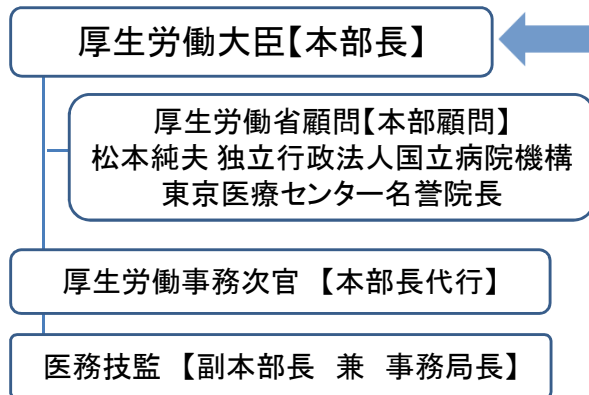 厚生労働大臣【本部長】
厚生労働省顧問【本部顧問】
松本純夫 独立行政法人国立病院機構
東京医療センター名誉院長
厚生労働事務次官 【本部長代行】
医務技監 【副本部長 兼 事務局長】